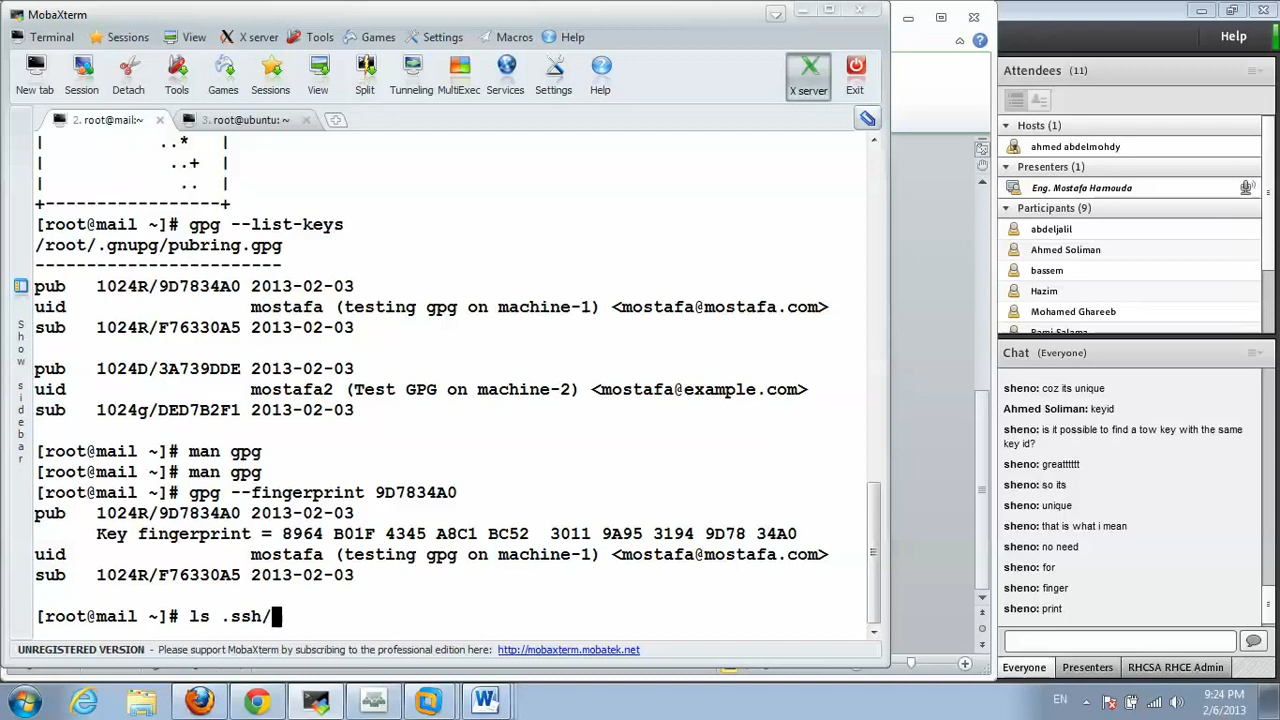 MobaXterm
Terminal Sessions View X server Tools Games Settings Macros Help
New tab Session Detach Tools Games Sessions View Split Tunneling MultiExec Services Settings Help X server Exit
2. root@mail:~ 3. root@ubuntu: ~
| ..* |
| ..+ |
| .. |
+-----------------+
[root@mail ~]# gpg --list-keys
/root/.gnupg/pubring.gpg
------------------------
pub 1024R/9D7834A0 2013-02-03
uid mostafa (testing gpg on machine-1) <mostafa@mostafa.com>
sub 1024R/F76330A5 2013-02-03
pub 1024D/3A739DDE 2013-02-03
uid mostafa2 (Test GPG on machine-2) <mostafa@example.com>
sub 1024g/DED7B2F1 2013-02-03
[root@mail ~]# man gpg
[root@mail ~]# man gpg
[root@mail ~]# gpg --fingerprint 9D7834A0
pub 1024R/9D7834A0 2013-02-03
Key fingerprint = 8964 B01F 4345 A8C1 BC52 3011 9A95 3194 9D78 34A0
uid mostafa (testing gpg on machine-1) <mostafa@mostafa.com>
sub 1024R/F76330A5 2013-02-03
[root@mail ~]# ls .ssh/
Show sidebar
UNREGISTERED VERSION - Please support MobaXterm by subscribing to the professional edition here: http://mobaxterm.mobatek.net
Help
Attendees (11)
Hosts (1)
ahmed abdelmohdy
Presenters (1)
Eng. Mostafa Hamouda
Participants (9)
abdeljalil
Ahmed Soliman
bassem
Hazim
Mohamed Ghareeb
Rami Salama
Chat (Everyone)
sheno: coz its unique
Ahmed Soliman: keyid
sheno: is it possible to find a tow key with the same
key id?
sheno: greattttttt
sheno: so its
sheno: unique
sheno: that is what i mean
sheno: no need
sheno: for
sheno: finger
sheno: print
Everyone Presenters RHCSA RHCE Admin
EN
9:24 PM
2/6/2013